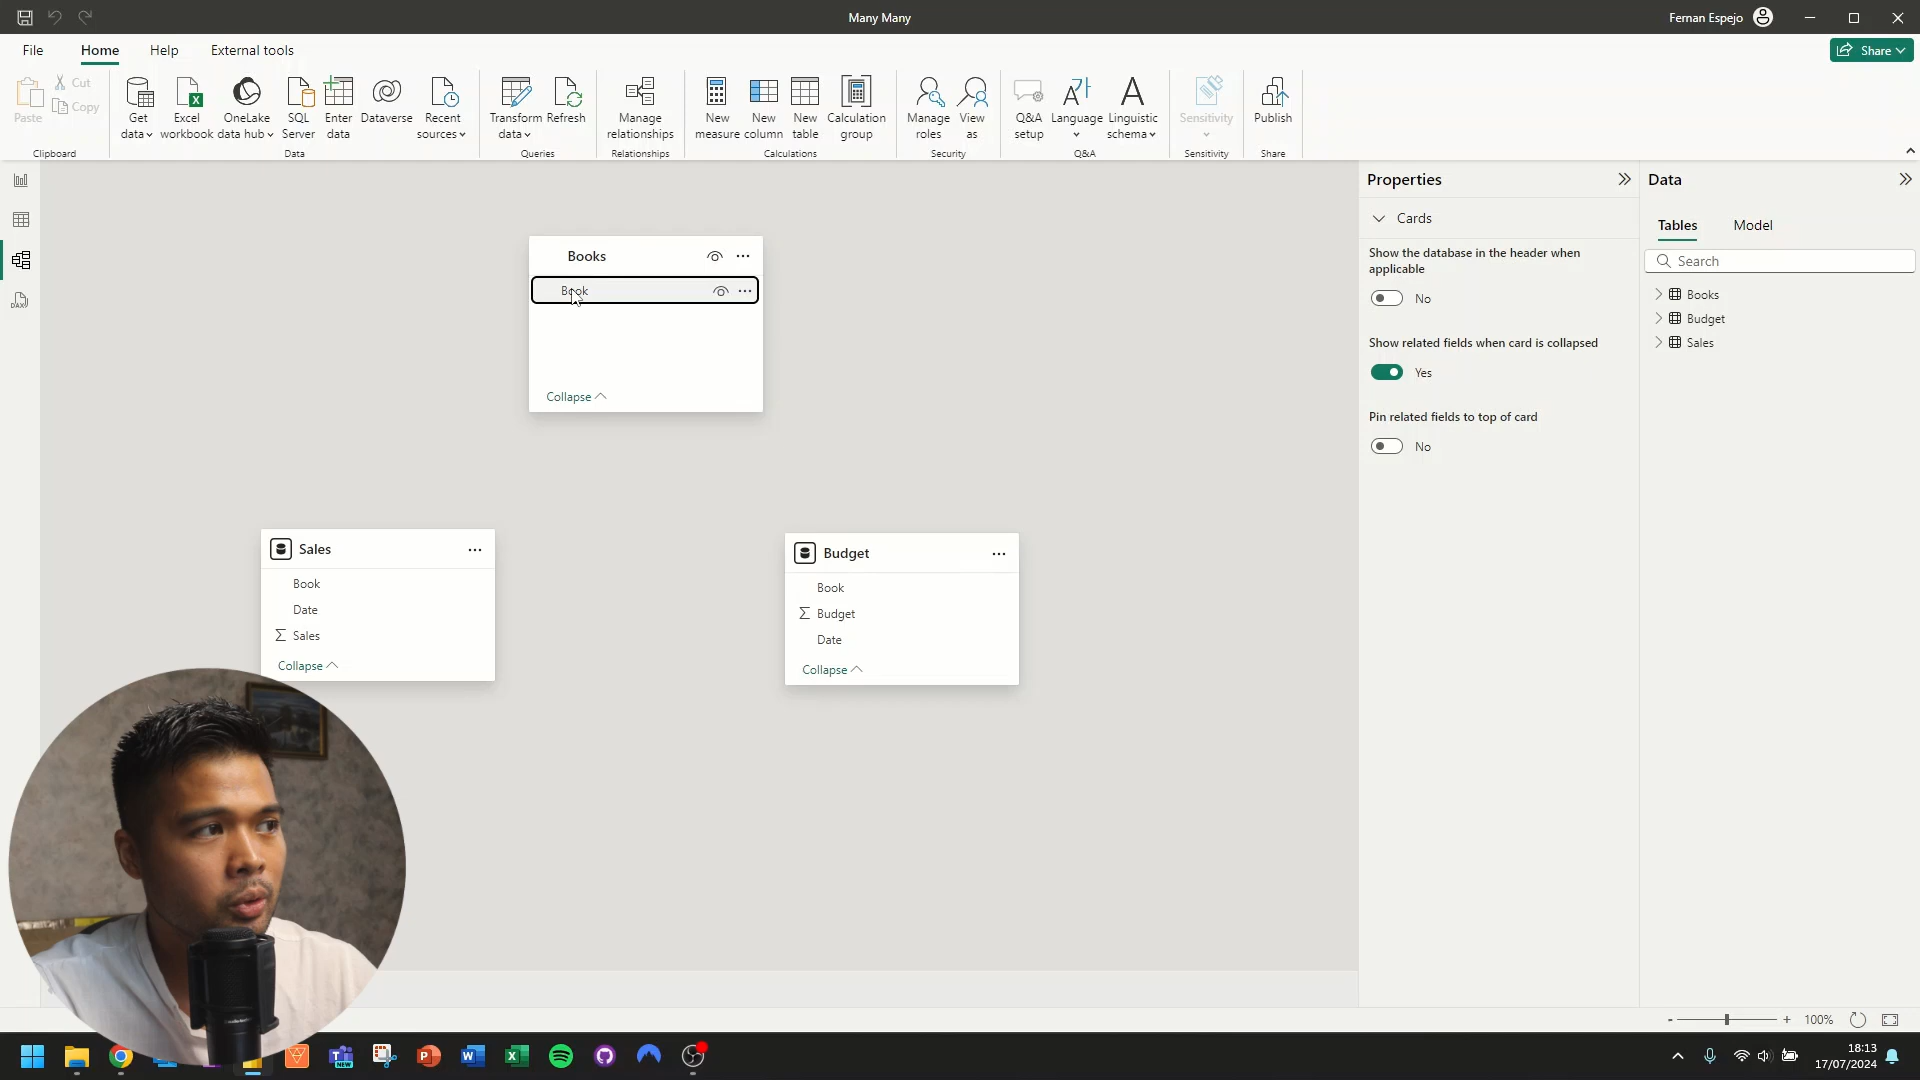 Many Many
Fernan Espejo
File
Home
Help
External tools
Share
Paste
Cut
Copy
Get data
Excel workbook
OneLake data hub
SQL Server
Enter data
Dataverse
Recent sources
Transform data
Refresh
Manage relationships
New measure
New column
New table
Calculation group
Manage roles
View as
Q&A setup
Language
Linguistic schema
Sensitivity
Publish
Clipboard
Data
Queries
Relationships
Calculations
Security
Q&A
Sensitivity
Share
Books
Book
Collapse
Sales
Book
Date
Σ Sales
Collapse
Budget
Book
Σ Budget
Date
Collapse
Properties
Cards
Show the database in the header when
applicable
No
Show related fields when card is collapsed
Yes
Pin related fields to top of card
No
Data
Tables
Model
Search
Books
Budget
Sales
- + 100%
DAX
NEW
18:13
17/07/2024